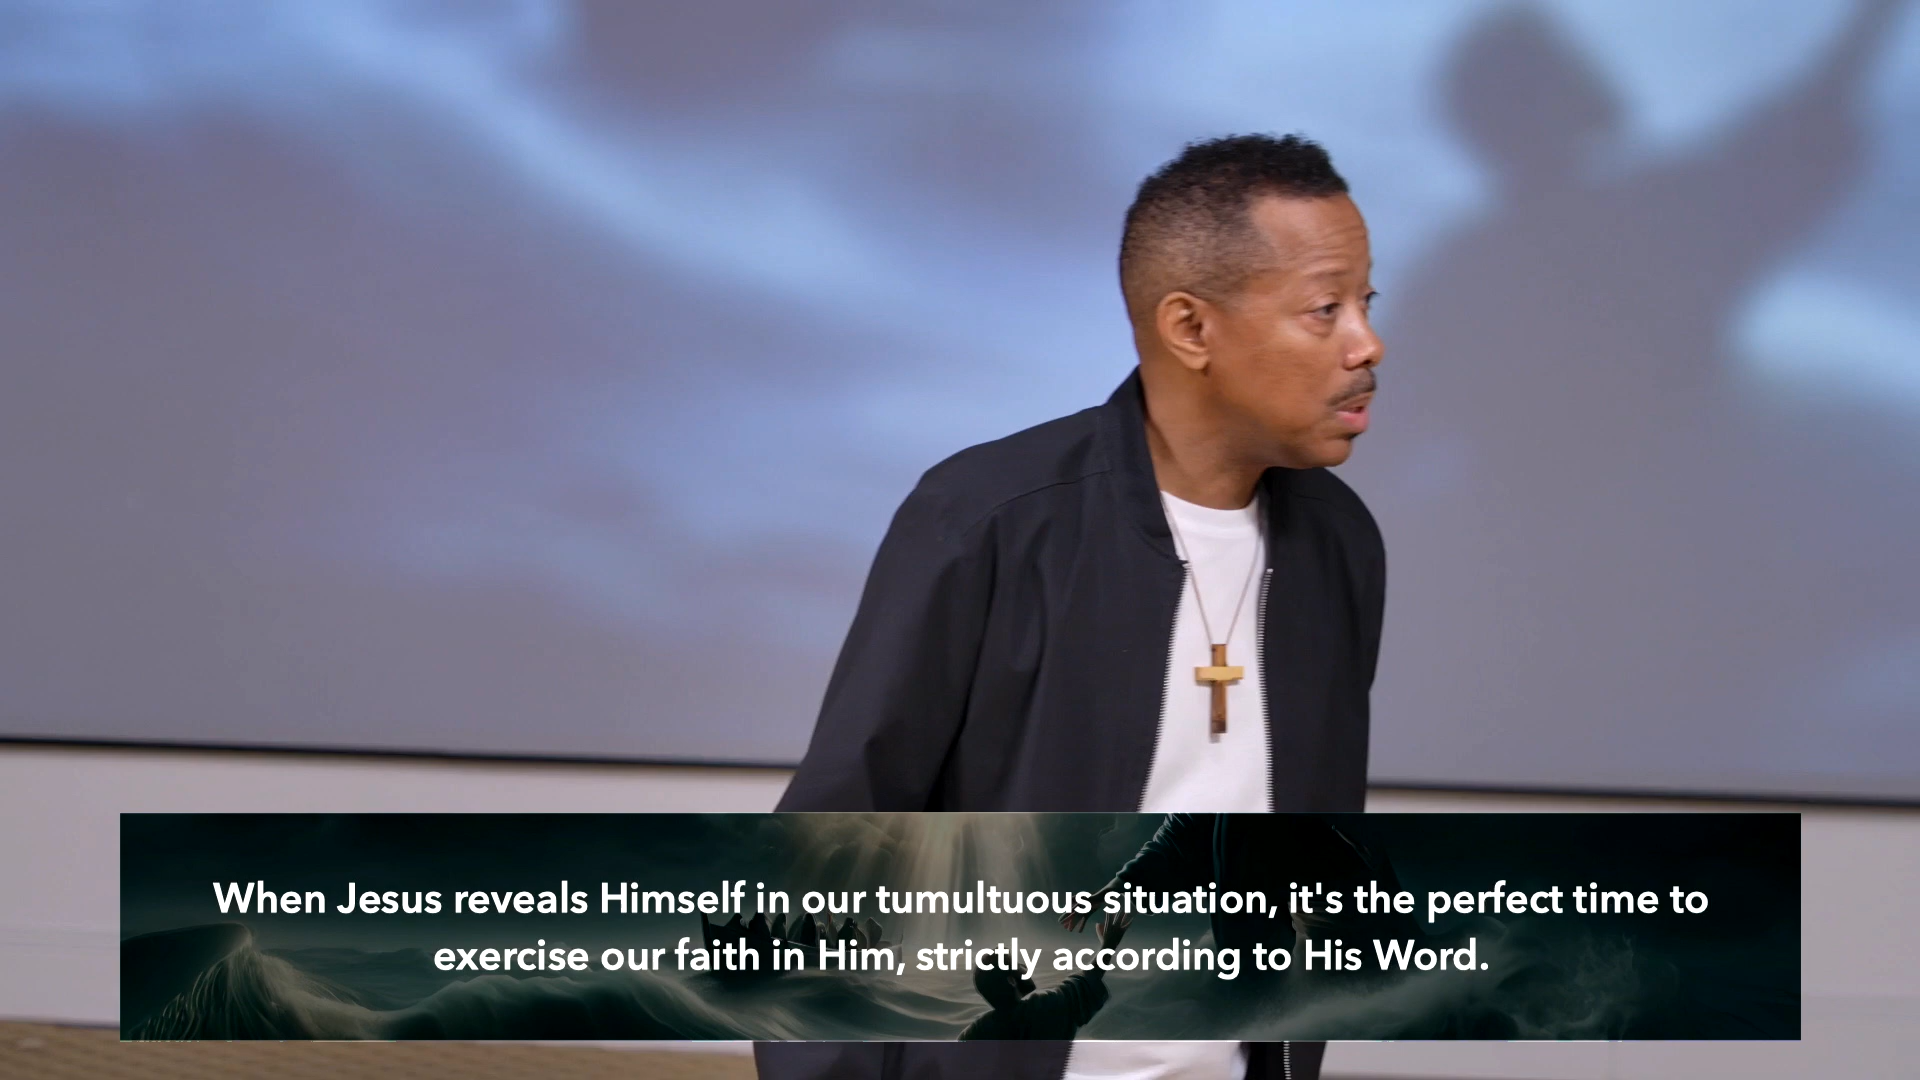 When Jesus reveals Himself in our tumultuous situation, it's the perfect time to
exercise our faith in Him, strictly according to His Word.